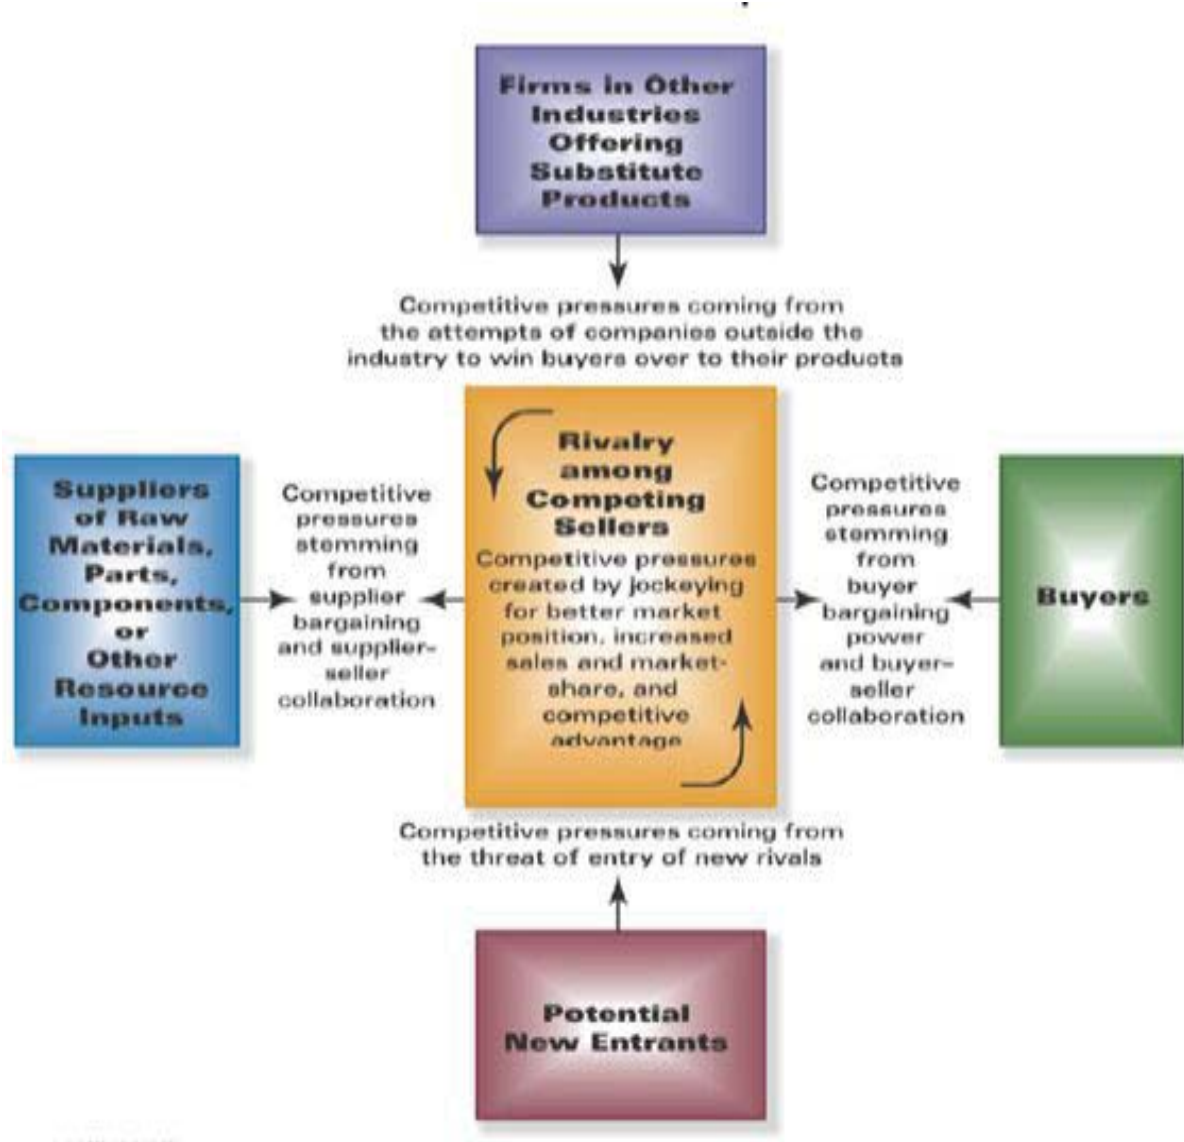 Firms in Other
Industries
Offering
Substitute
Products
Competitive pressures coming from
the attempts of companies outside the
industry to win buyers over to their products
Suppliers
of Raw
Materials,
Parts,
Components,
or
Other
Resource
Inputs
Competitive
pressures
stemming
from
supplier
bargaining
and supplier-
seller
collaboration
Rivalry
among
Competing
Sellers
Competitive pressures
created by jockeying
for better market
position, increased
sales and market-
share, and
competitive
advantage
Competitive
pressures
stemming
from
buyer
bargaining
power
and buyer-
seller
collaboration
Buyers
Competitive pressures coming from
the threat of entry of new rivals
Potential
New Entrants